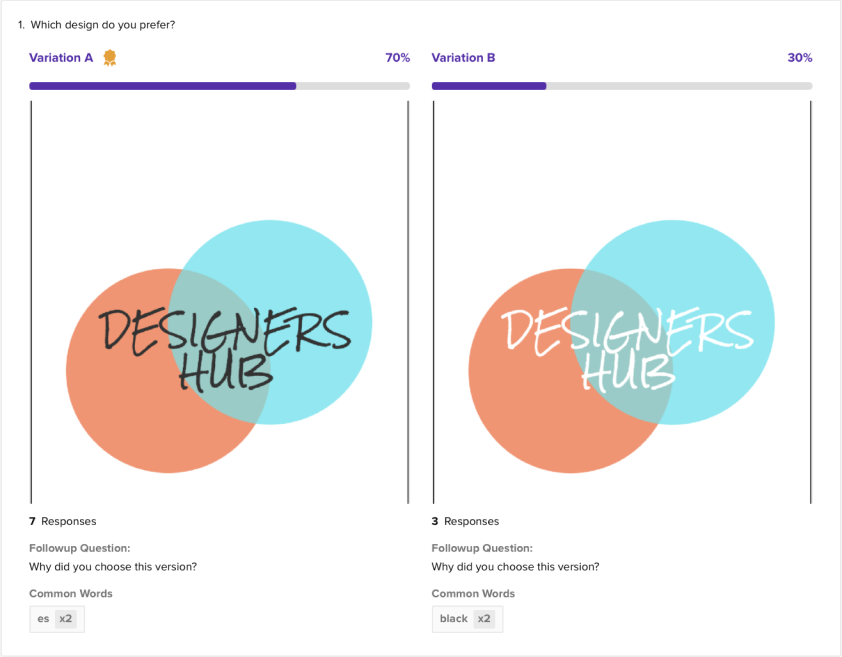 1. Which design do you prefer?
Variation A 70%
Variation B 30%
DESIGNERS
HUB
DESIGNERS
HUB
7 Responses
Followup Question:
Why did you choose this version?
Common Words
es x2
3 Responses
Followup Question:
Why did you choose this version?
Common Words
black x2